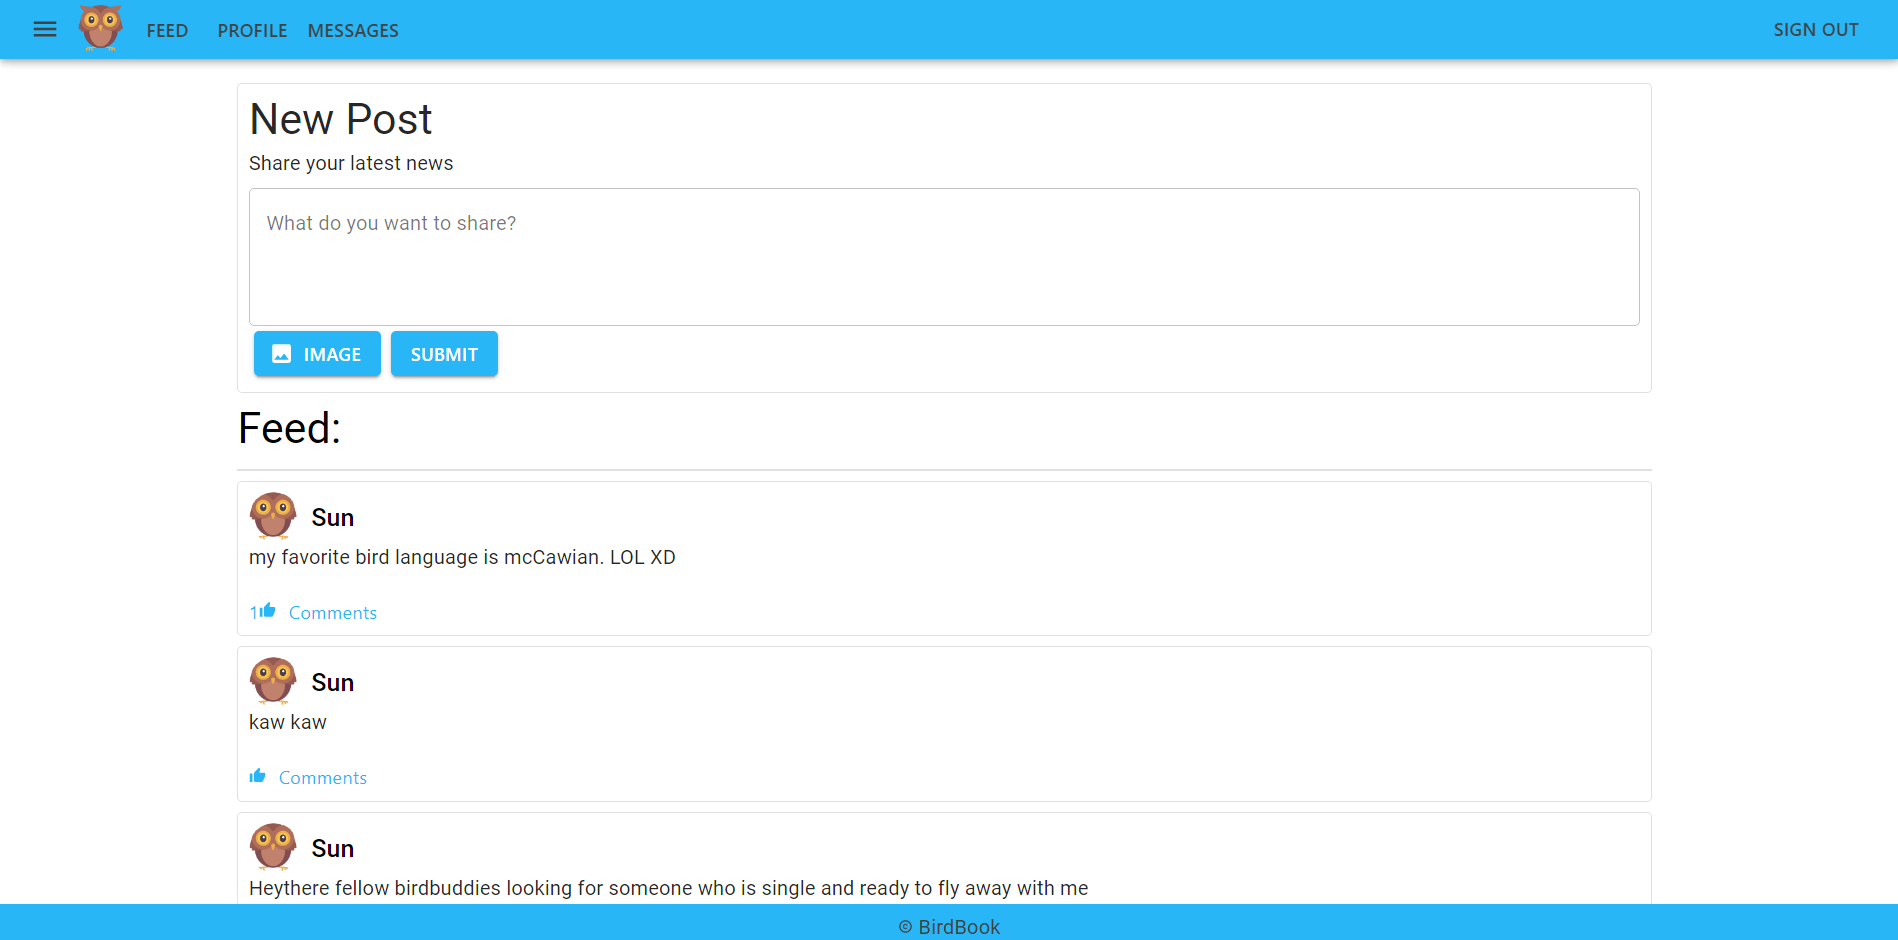 FEED PROFILE MESSAGES SIGN OUT
New Post
Share your latest news
What do you want to share?
IMAGE SUBMIT
Feed:
Sun
my favorite bird language is mcCawian. LOL XD
1 Comments
Sun
kaw kaw
Comments
Sun
Heythere fellow birdbuddies looking for someone who is single and ready to fly away with me
© BirdBook